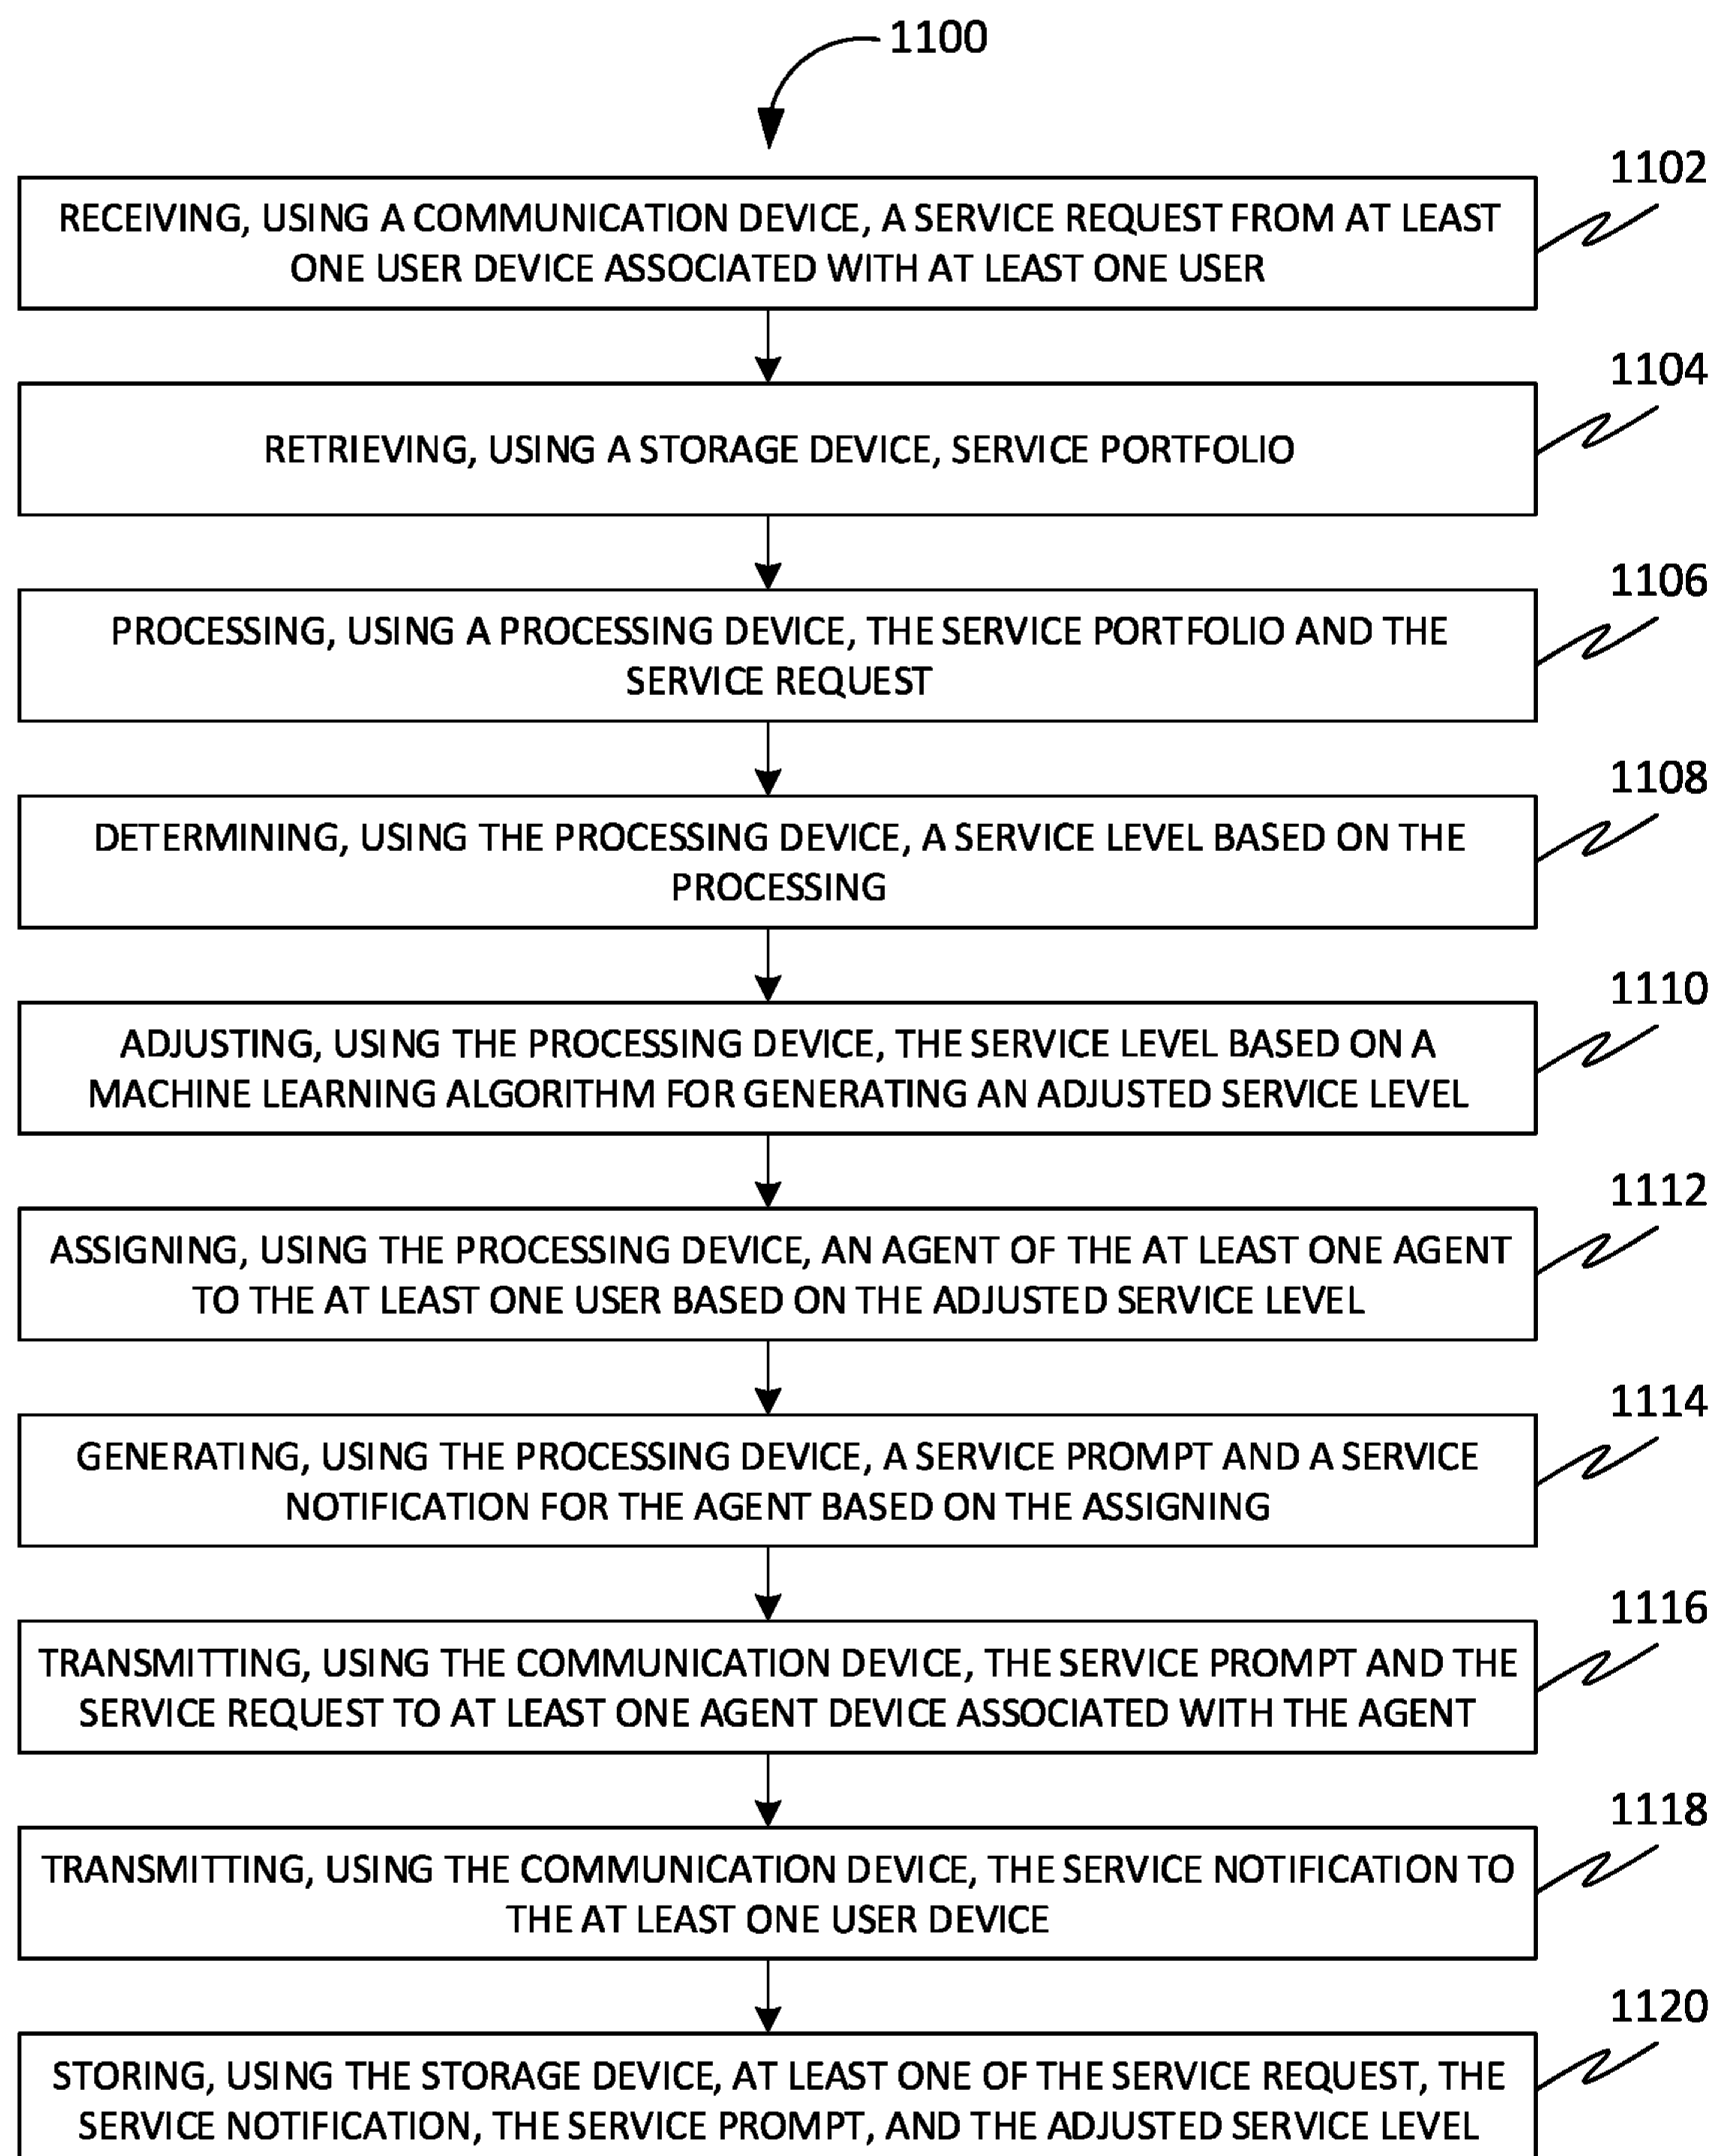 1100
1102
RECEIVING, USING A COMMUNICATION DEVICE, A SERVICE REQUEST FROM AT LEAST
ONE USER DEVICE ASSOCIATED WITH AT LEAST ONE USER
1104
RETRIEVING, USING A STORAGE DEVICE, SERVICE PORTFOLIO
1106
PROCESSING, USING A PROCESSING DEVICE, THE SERVICE PORTFOLIO AND THE
SERVICE REQUEST
1108
DETERMINING, USING THE PROCESSING DEVICE, A SERVICE LEVEL BASED ON THE
PROCESSING
1110
ADJUSTING, USING THE PROCESSING DEVICE, THE SERVICE LEVEL BASED ON A
MACHINE LEARNING ALGORITHM FOR GENERATING AN ADJUSTED SERVICE LEVEL
1112
ASSIGNING, USING THE PROCESSING DEVICE, AN AGENT OF THE AT LEAST ONE AGENT
TO THE AT LEAST ONE USER BASED ON THE ADJUSTED SERVICE LEVEL
1114
GENERATING, USING THE PROCESSING DEVICE, A SERVICE PROMPT AND A SERVICE
NOTIFICATION FOR THE AGENT BASED ON THE ASSIGNING
1116
TRANSMITTING, USING THE COMMUNICATION DEVICE, THE SERVICE PROMPT AND THE
SERVICE REQUEST TO AT LEAST ONE AGENT DEVICE ASSOCIATED WITH THE AGENT
1118
TRANSMITTING, USING THE COMMUNICATION DEVICE, THE SERVICE NOTIFICATION TO
THE AT LEAST ONE USER DEVICE
1120
STORING, USING THE STORAGE DEVICE, AT LEAST ONE OF THE SERVICE REQUEST, THE
SERVICE NOTIFICATION, THE SERVICE PROMPT, AND THE ADJUSTED SERVICE LEVEL